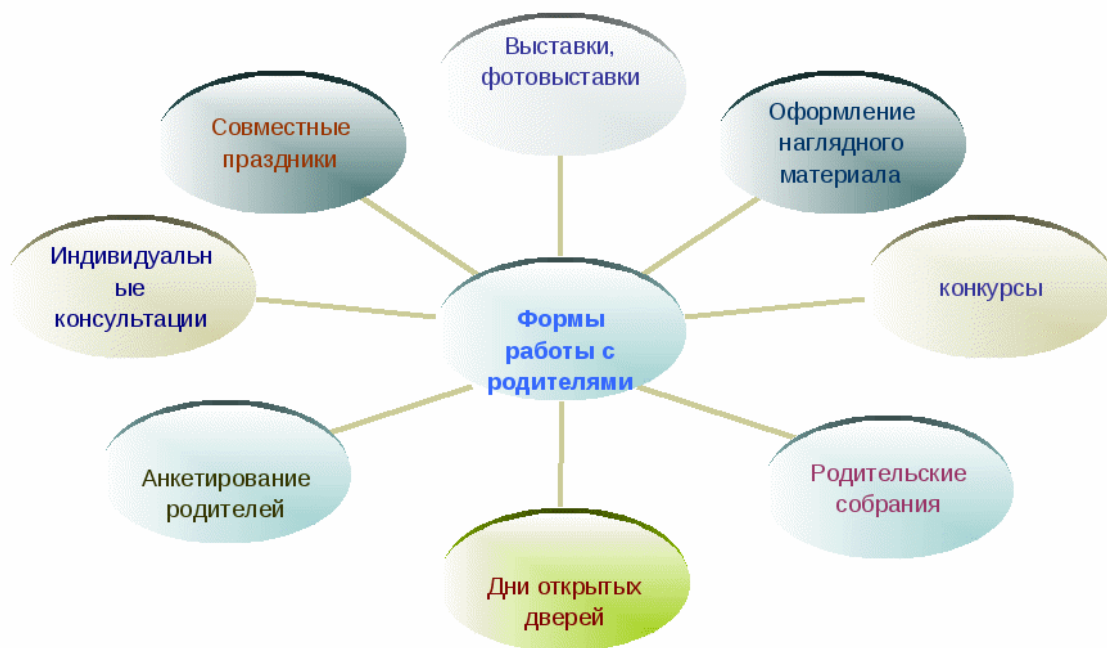 Выставки,
фотовыставки
Совместные
праздники
Оформление
наглядного
материала
Индивидуальн
ые
консультации
конкурсы
Формы
работы с
родителями
Анкетирование
родителей
Родительские
собрания
Дни открытых
дверей